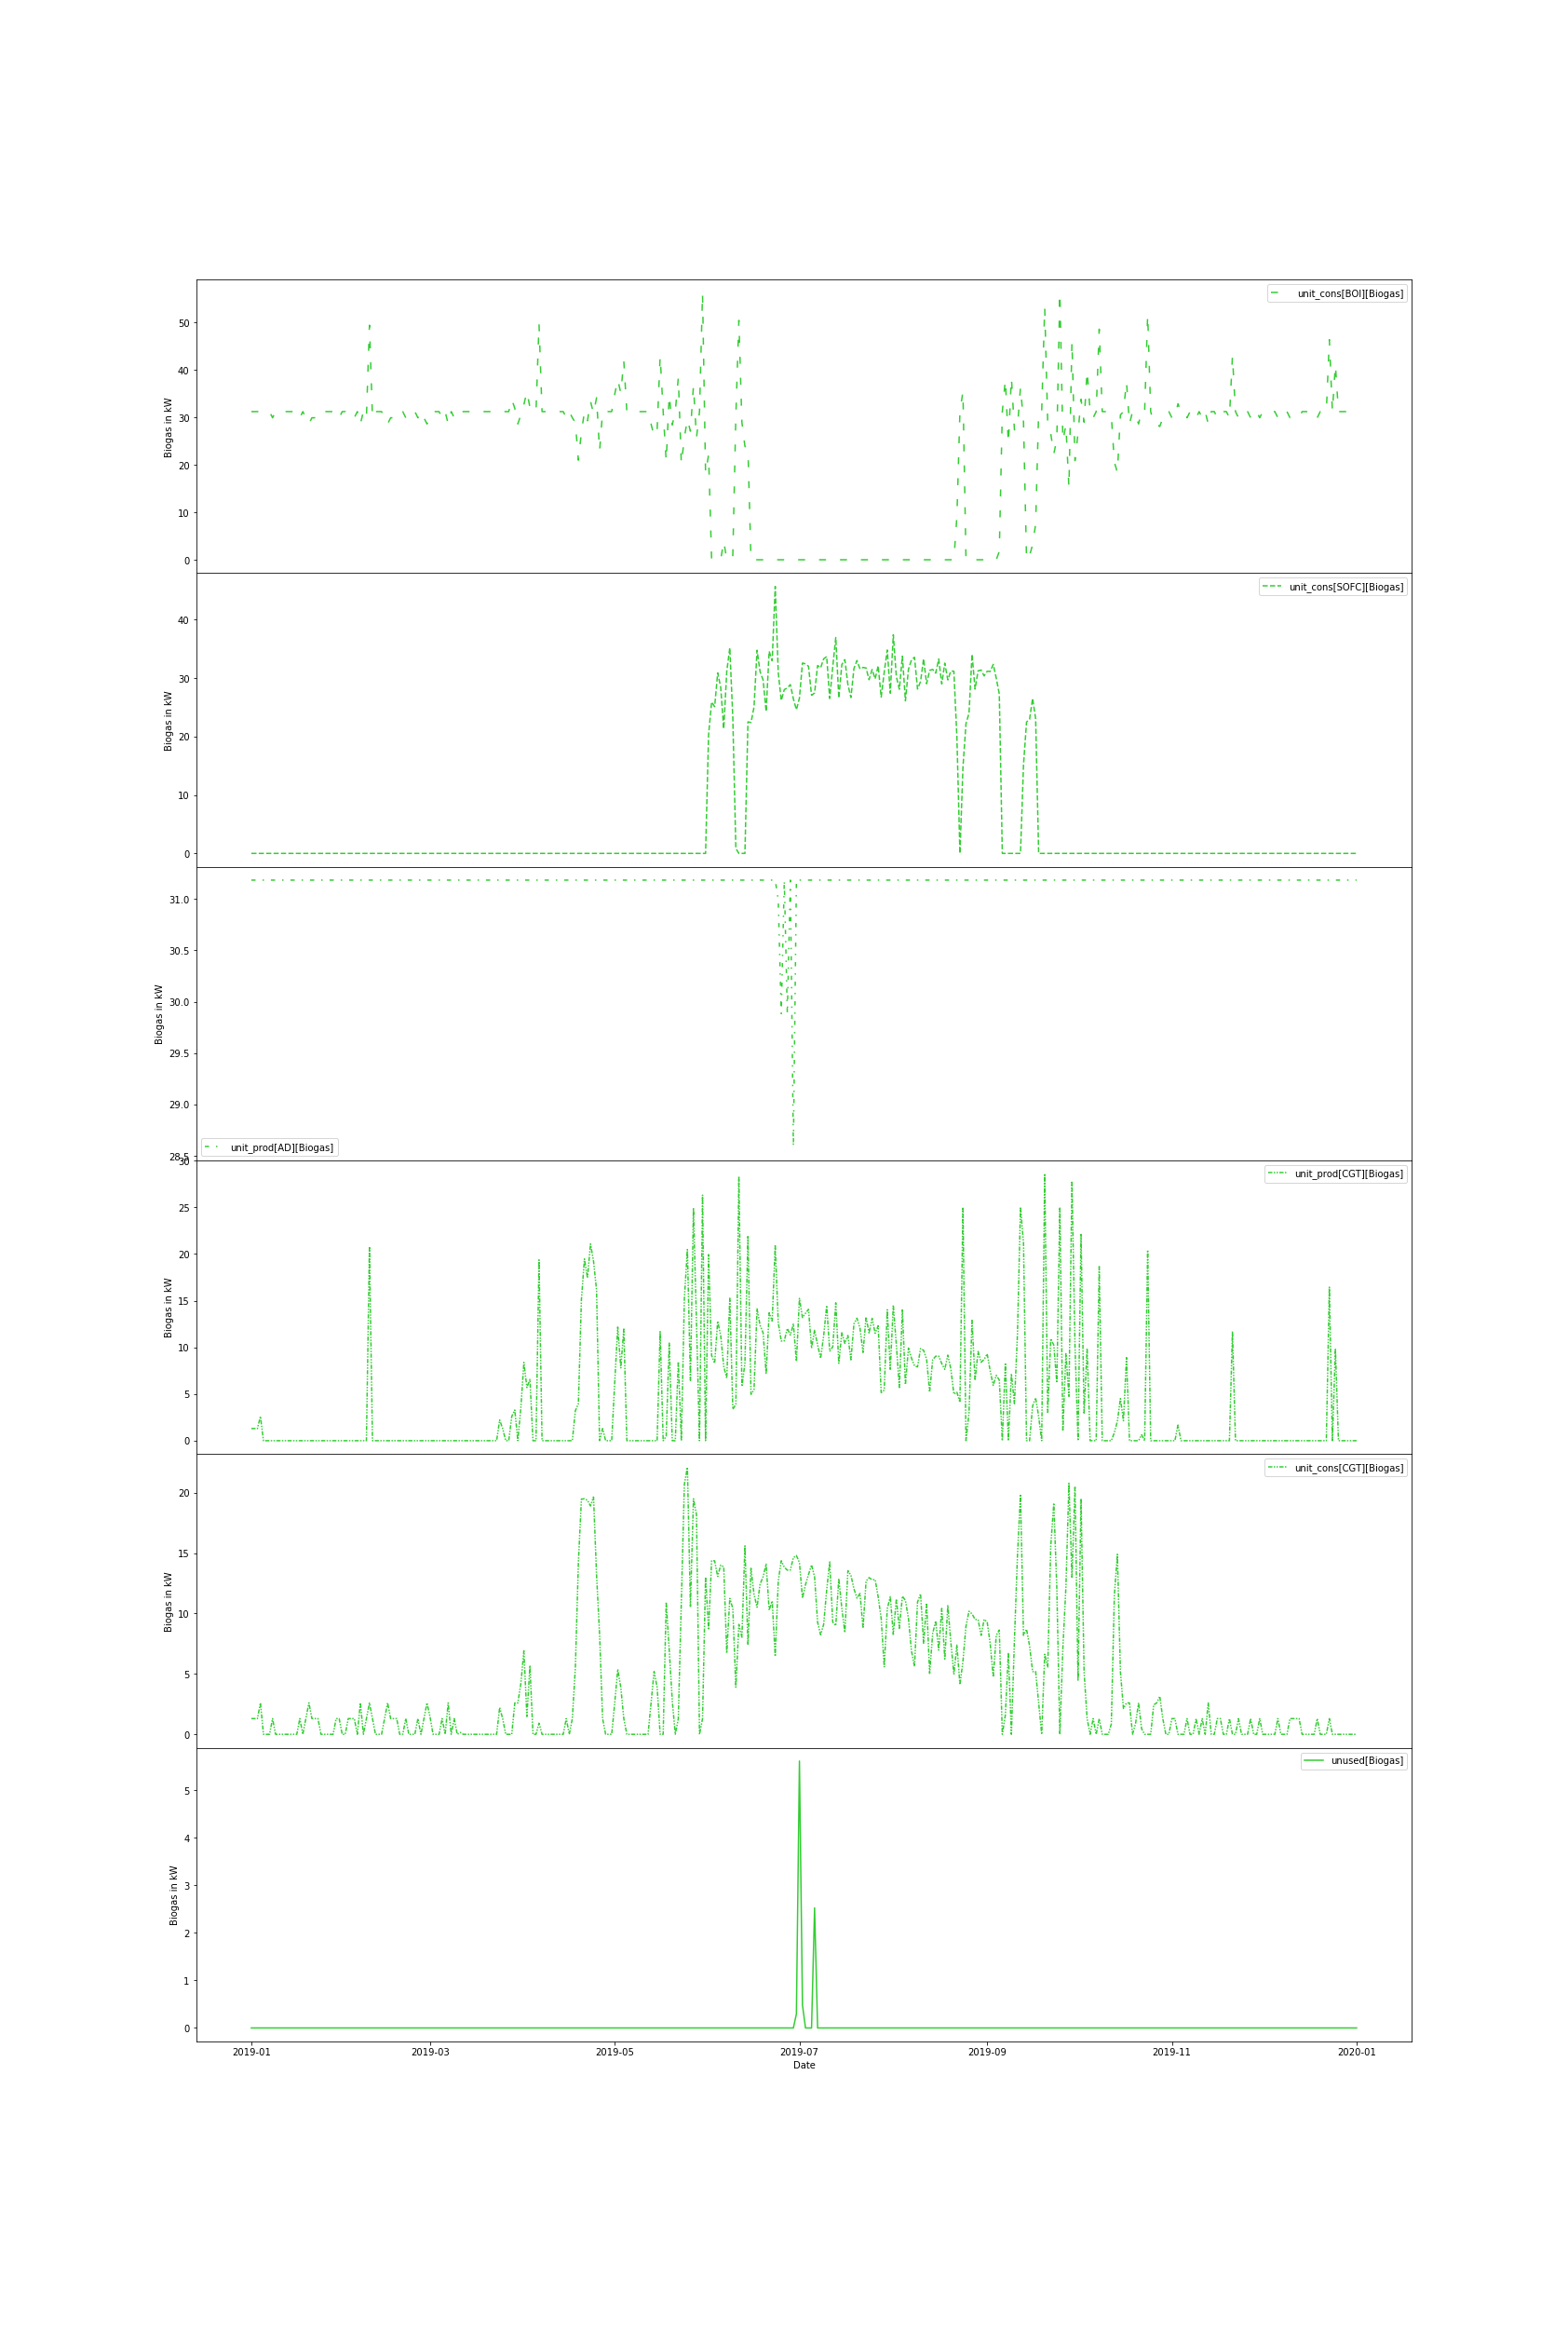 unit_cons[BOI][Biogas]
50
40
30
20
10
0
Biogas in kW
unit_cons[SOFC][Biogas]
40
30
20
10
0
Biogas in kW
31.0
30.5
30.0
29.5
29.0
28.5
Biogas in kW
unit_prod[AD][Biogas]
unit_prod[CGT][Biogas]
30
25
20
15
10
5
0
Biogas in kW
unit_cons[CGT][Biogas]
20
15
10
5
0
Biogas in kW
unused[Biogas]
5
4
3
2
1
0
Biogas in kW
2019-01 2019-03 2019-05 2019-07 2019-09 2019-11 2020-01
Date